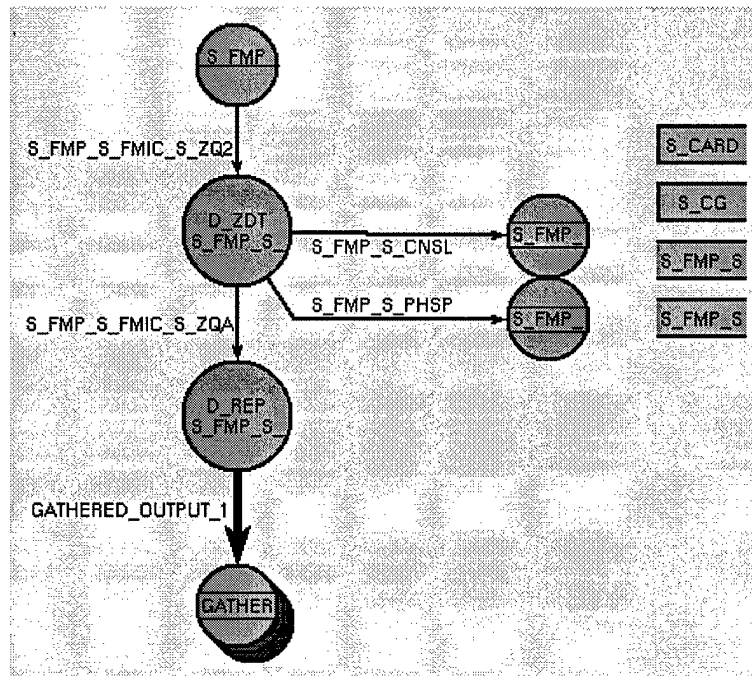 S_FMP
S_FMP_S_FMIC_S_ZQ2
D_ZDT
S_FMP_S_
S_FMP_S_CNSL
S_FMP_
S_FMP_S_PHSP
S_FMP_
S_FMP_S_FMIC_S_ZQA
D_REP
S_FMP_S_
GATHERED_OUTPUT_1
GATHER
S_CARD
S_CG
S_FMP_S
S_FMP_S